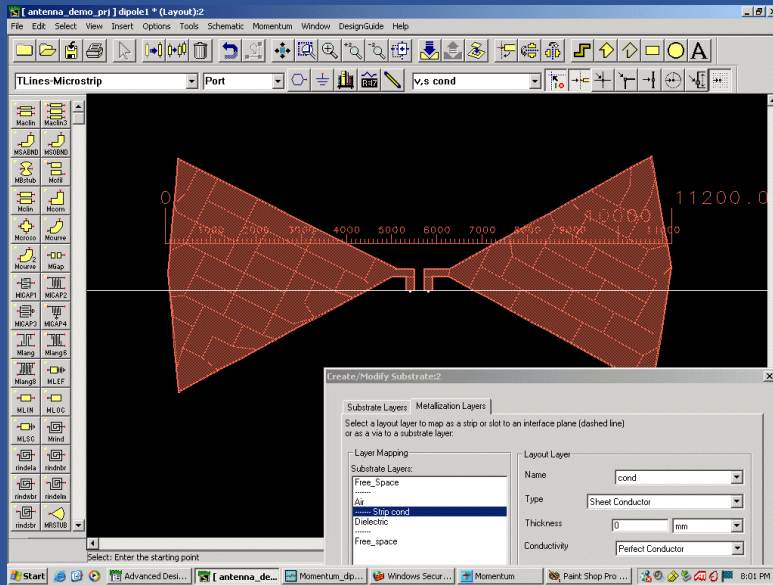 [ antenna_demo_prj ] dipole1 * (Layout):2
File Edit Select View Insert Options Tools Schematic Momentum Window DesignGuide Help
TLines-Microstrip Port v,s cond
Maclin Maclin3
MSABND MSOBND
MBstub Mcfil
Mclin Mcorn
Mcroso Mcurve
Mcurve Mgap
MICAP1 MICAP2
MICAP3 MICAP4
Mlang Mlang6
Mlang8 MLEF
MLIN MLOC
MLSC Mrind
rindela rindnbr
rindwbr rindelm
rindsbr MRSTUB
0 11200.0
10000
1000 2000 3000 4000 5000 6000 7000 8000 9000 11000
Create/Modify Substrate:2
Substrate Layers Metallization Layers
Select a layout layer to map as a strip or slot to an interface plane (dashed line)
or as a via to a substrate layer.
Layer Mapping
Substrate Layers:
Free_Space
-------
Air
------- Strip cond
Dielectric
-------
Free_space
Layout Layer
Name cond
Type Sheet Conductor
Thickness 0 mm
Conductivity Perfect Conductor
Select: Enter the starting point
Start Advanced Desi... [ antenna_de... Momentum_dip... Windows Secur... Momentum Paint Shop Pro ... 8:01 PM